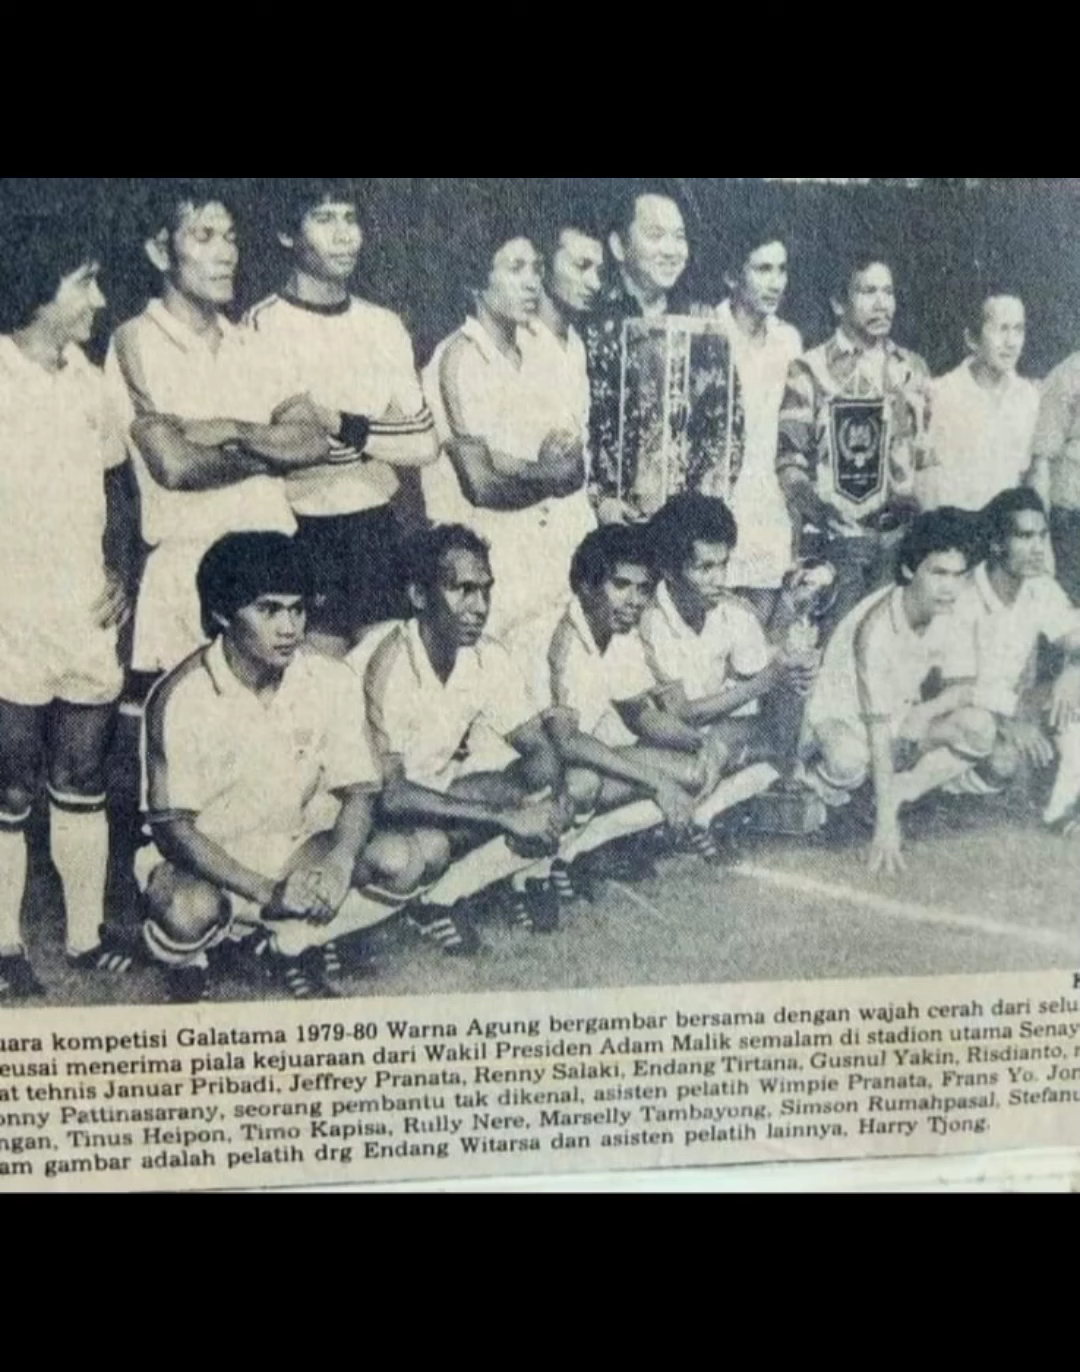 uara kompetisi Galatama 1979-80 Warna Agung bergambar bersama dengan wajah cerah dari selu
eusai menerima piala kejuaraan dari Wakil Presiden Adam Malik semalam di stadion utama Senay
at tehnis Januar Pribadi, Jeffrey Pranata, Renny Salaki, Endang Tirtana, Gusnul Yakin, Risdianto,
onny Pattinasarany, seorang pembantu tak dikenal, asisten pelatih Wimpie Pranata, Frans Yo. Jon
ngan, Tinus Heipon, Timo Kapisa, Rully Nere, Marselly Tambayong, Simson Rumahpasal, Stefanu
am gambar adalah pelatih drg Endang Witarsa dan asisten pelatih lainnya, Harry Tjong.